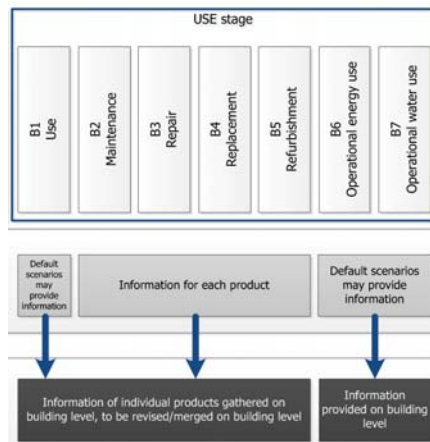 USE stage
B1
Use
B2
Maintenance
B3
Repair
B4
Replacement
B5
Refurbishment
B6
Operational energy use
B7
Operational water use
Default
scenarios
may
provide
information
Information for each product
Default scenarios
may provide
information
Information of individual products gathered on
building level, to be revised/merged on building level
Information
provided on building
level